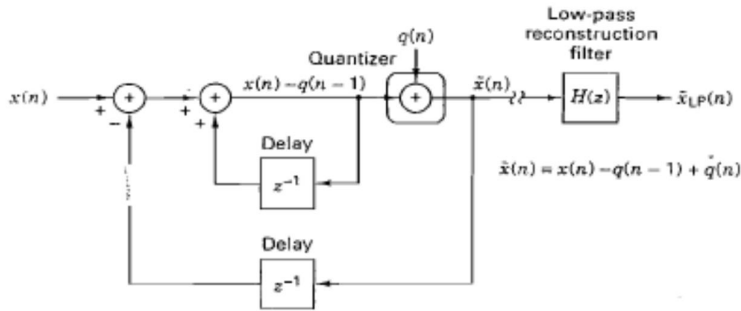 Low-pass
reconstruction
filter
q(n)
Quantizer
x(n)
+
+
x(n)-q(n - 1)
+
x̃(n)
H(z)
x̃LP(n)
+
−
+
+
Delay
z⁻¹
x̃(n) = x(n)-q(n - 1) + q(n)
Delay
z⁻¹